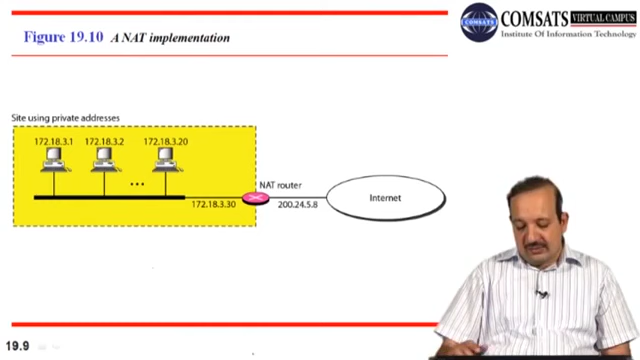 Figure 19.10 A NAT implementation
COMSATS
COMSATS VIRTUAL CAMPUS
Institute Of Information Technology
Site using private addresses
172.18.3.1 172.18.3.2 172.18.3.20
...
NAT router
172.18.3.30 200.24.5.8
Internet
19.9